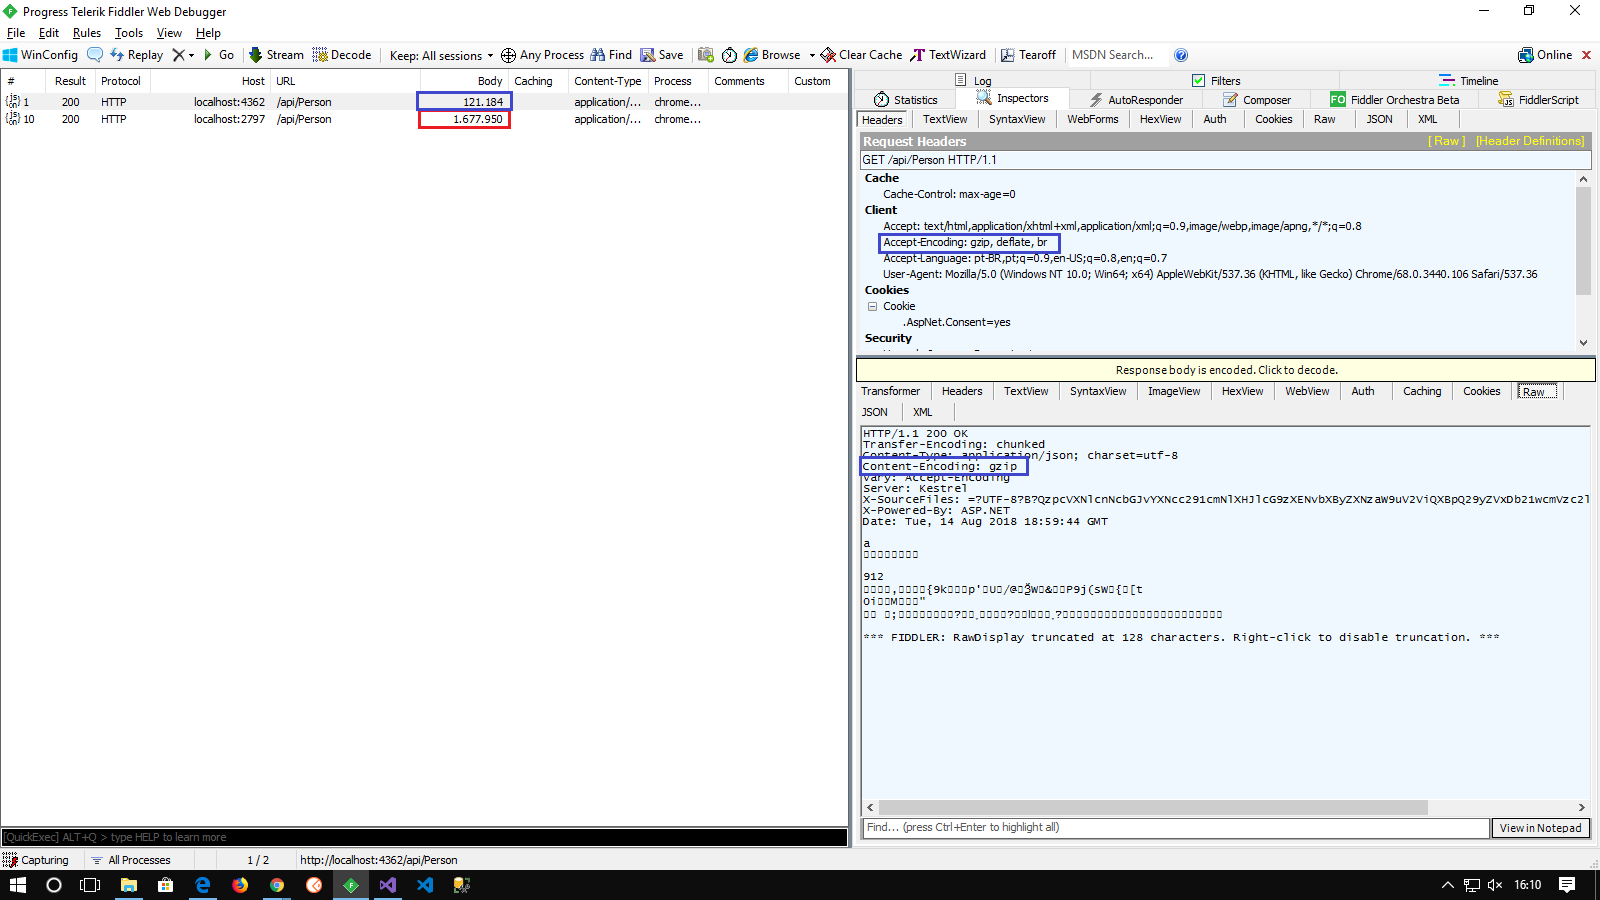 Progress Telerik Fiddler Web Debugger
File Edit Rules Tools View Help
WinConfig Replay Go Stream Decode Keep: All sessions Any Process Find Save Browse Clear Cache TextWizard Tearoff MSDN Search... Online
# Result Protocol Host URL Body Caching Content-Type Process Comments Custom
1 200 HTTP localhost:4362 /api/Person 121.184 application/... chrome...
10 200 HTTP localhost:2797 /api/Person 1.677.950 application/... chrome...
[QuickExec] ALT+Q > type HELP to learn more
Capturing All Processes 1 / 2 http://localhost:4362/api/Person
Log Filters Timeline
Statistics Inspectors AutoResponder Composer FO Fiddler Orchestra Beta FiddlerScript
Headers TextView SyntaxView WebForms HexView Auth Cookies Raw JSON XML
Request Headers [ Raw ] [Header Definitions]
GET /api/Person HTTP/1.1
Cache
Cache-Control: max-age=0
Client
Accept: text/html,application/xhtml+xml,application/xml;q=0.9,image/webp,image/apng,*/*;q=0.8
Accept-Encoding: gzip, deflate, br
Accept-Language: pt-BR,pt;q=0.9,en-US;q=0.8,en;q=0.7
User-Agent: Mozilla/5.0 (Windows NT 10.0; Win64; x64) AppleWebKit/537.36 (KHTML, like Gecko) Chrome/68.0.3440.106 Safari/537.36
Cookies
Cookie
.AspNet.Consent=yes
Security
Response body is encoded. Click to decode.
Transformer Headers TextView SyntaxView ImageView HexView WebView Auth Caching Cookies Raw
JSON XML
HTTP/1.1 200 OK
Transfer-Encoding: chunked
Content-Type: application/json; charset=utf-8
Content-Encoding: gzip
Vary: Accept-Encoding
Server: Kestrel
X-SourceFiles:
X-Powered-By: ASP.NET
Date: Tue, 14 Aug 2018 18:59:44 GMT
a
912
*** FIDDLER: RawDisplay truncated at 128 characters. Right-click to disable truncation. ***
Find... (press Ctrl+Enter to highlight all) View in Notepad
16:10